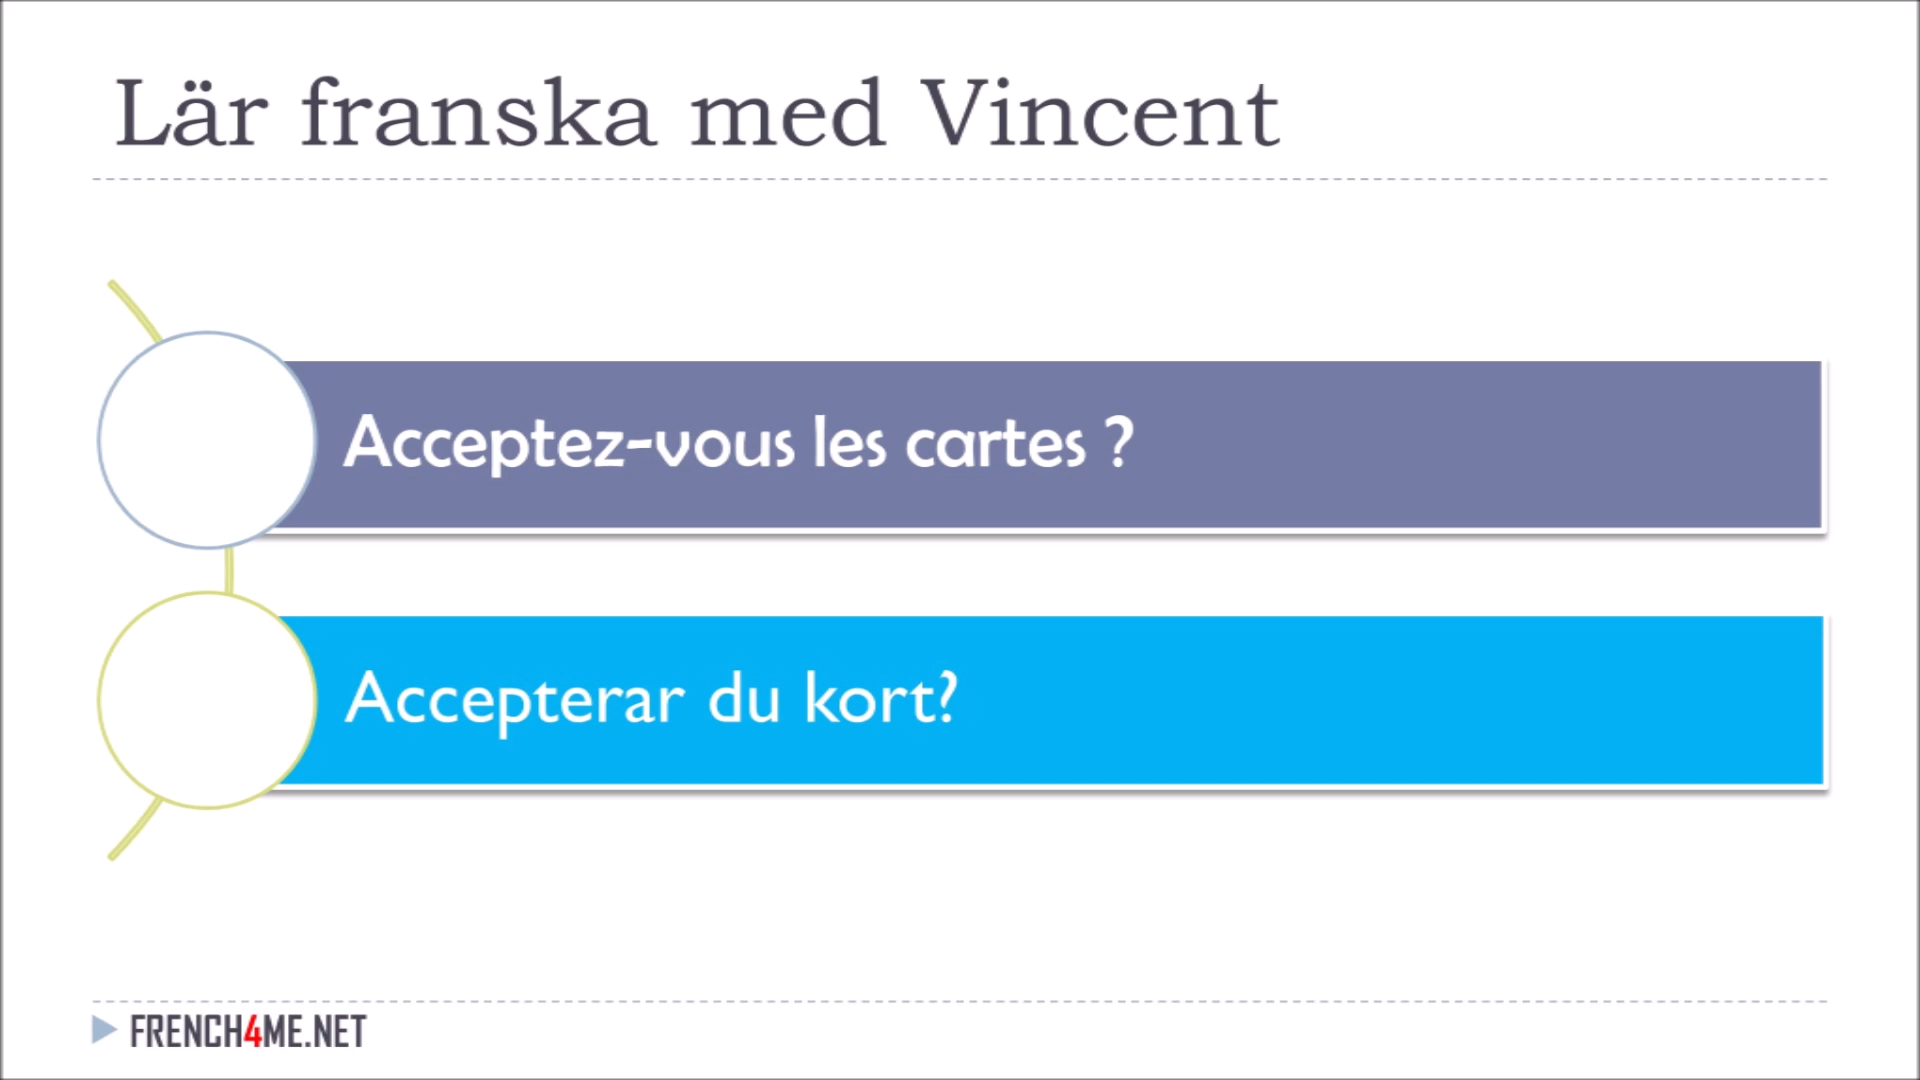 Lär franska med Vincent
Acceptez-vous les cartes ?
Accepterar du kort?
FRENCH4ME.NET